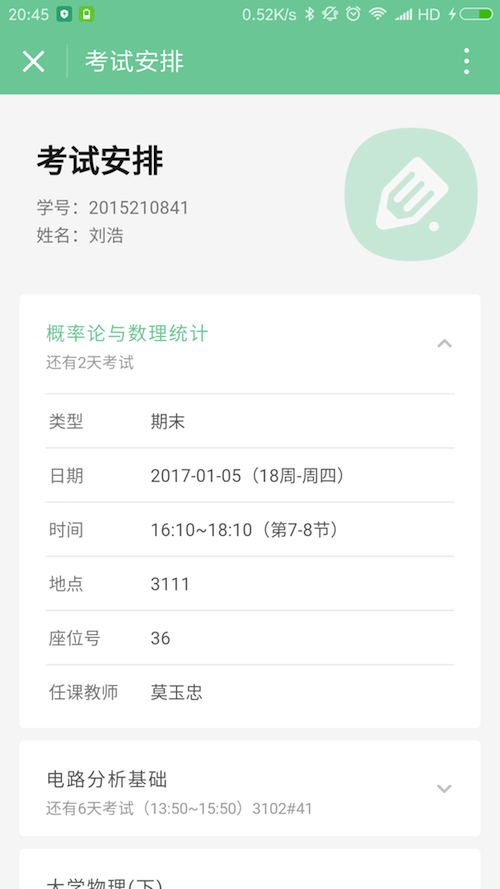 20:45 0.52K/s HD
考试安排
考试安排
学号：2015210841
姓名：刘浩
概率论与数理统计
还有2天考试
类型 期末
日期 2017-01-05（18周-周四）
时间 16:10~18:10（第7-8节）
地点 3111
座位号 36
任课教师 莫玉忠
电路分析基础
还有6天考试（13:50~15:50）3102#41
大学物理(下)